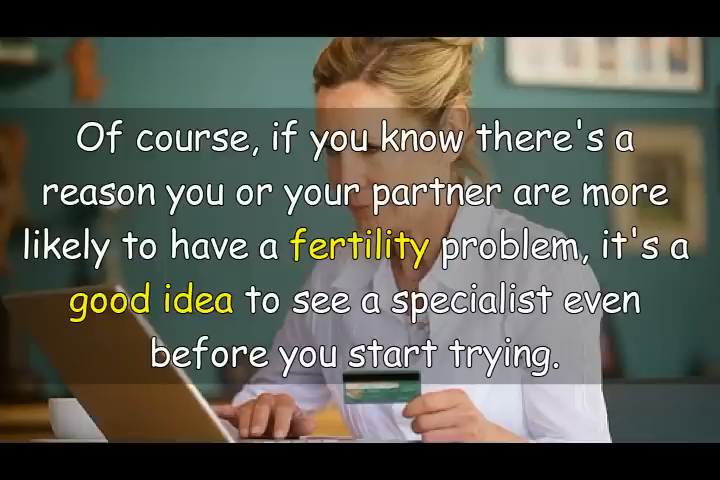 Of course, if you know there's a
reason you or your partner are more
likely to have a fertility problem, it's a
good idea to see a specialist even
before you start trying.